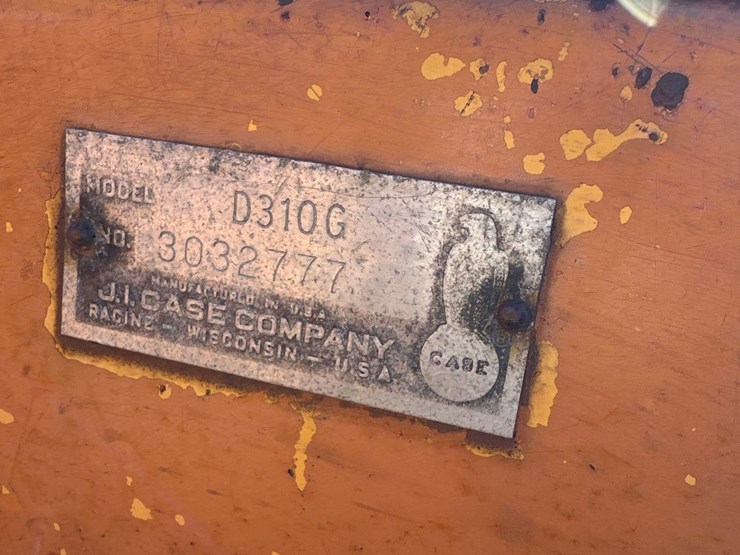 MODEL D310G
NO. 3032777
MANUFACTURED IN U.S.A.
J.I. CASE COMPANY
RACINE - WISCONSIN - U.S.A.
CASE